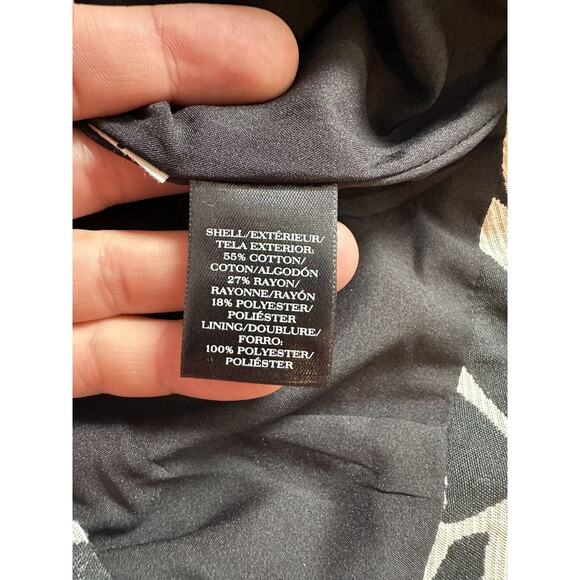 SHELL/EXTÉRIEUR/
TELA EXTERIOR:
55% COTTON/
COTON/ALGODÓN
27% RAYON/
RAYONNE/RAYÓN
18% POLYESTER/
POLIÉSTER
LINING/DOUBLURE/
FORRO:
100% POLYESTER/
POLIÉSTER